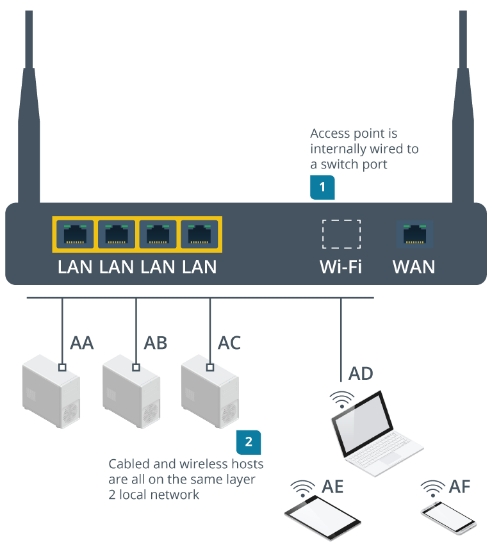 Access point is
internally wired to
a switch port
1
LAN LAN LAN LAN Wi-Fi WAN
AA AB AC
AD
2
Cabled and wireless hosts
are all on the same layer
2 local network
AE AF